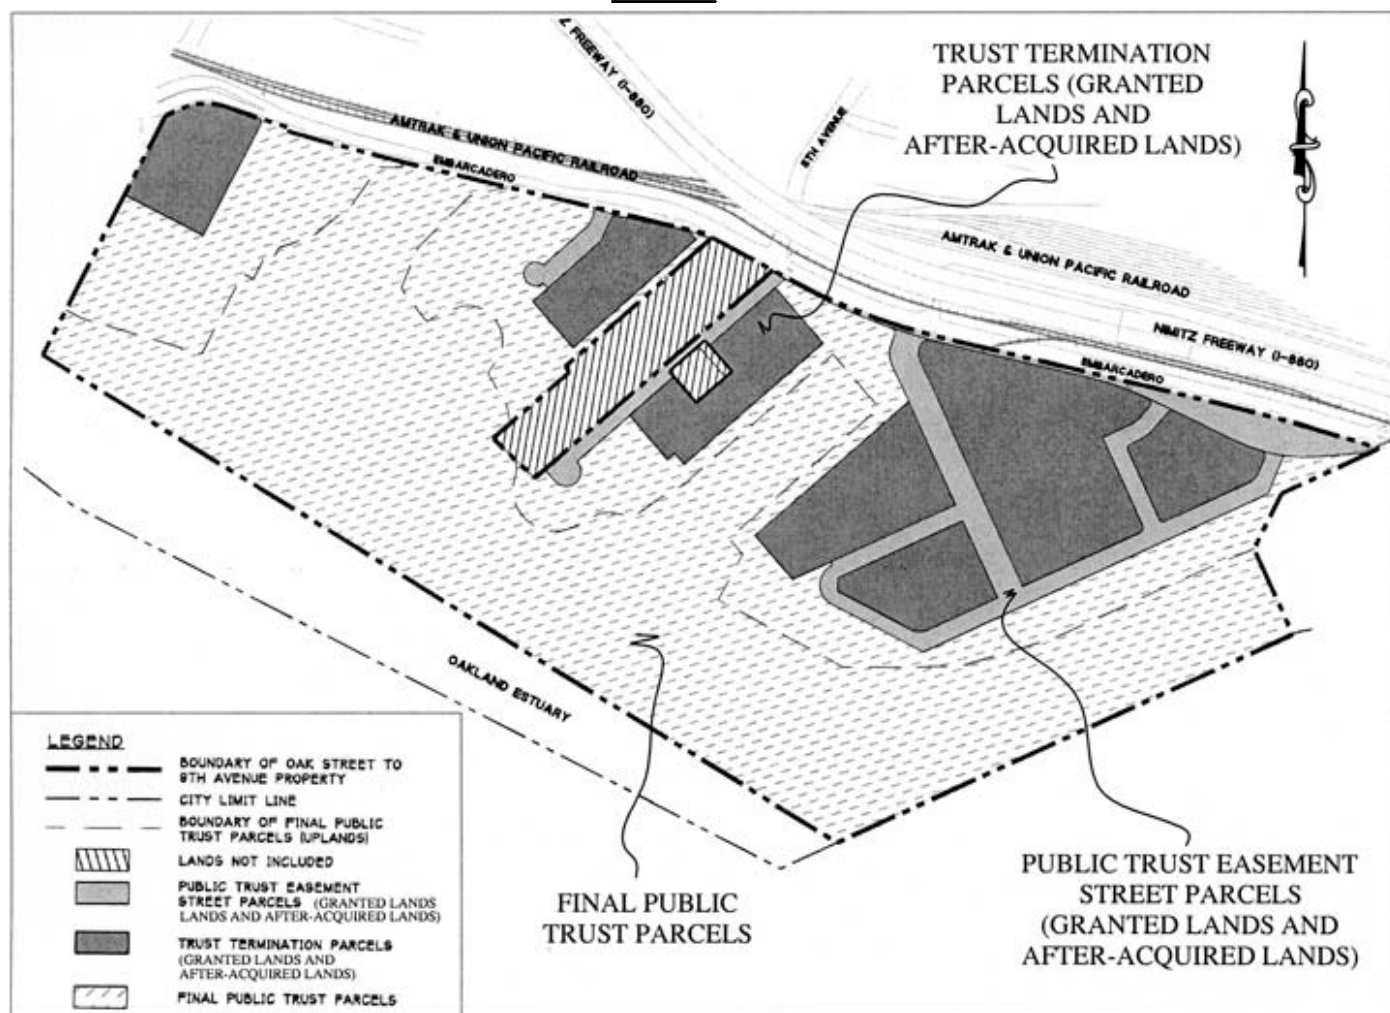 TRUST TERMINATION
PARCELS (GRANTED
LANDS AND
AFTER-ACQUIRED LANDS)
Z FREEWAY (I-880)
8TH AVENUE
AMTRAK & UNION PACIFIC RAILROAD
EMBARCADERO
AMTRAK & UNION PACIFIC RAILROAD
NIMITZ FREEWAY (I-880)
EMBARCADERO
OAKLAND ESTUARY
FINAL PUBLIC
TRUST PARCELS
PUBLIC TRUST EASEMENT
STREET PARCELS
(GRANTED LANDS AND
AFTER-ACQUIRED LANDS)
LEGEND
BOUNDARY OF OAK STREET TO
9TH AVENUE PROPERTY
CITY LIMIT LINE
BOUNDARY OF FINAL PUBLIC
TRUST PARCELS (UPLANDS)
LANDS NOT INCLUDED
PUBLIC TRUST EASEMENT
STREET PARCELS (GRANTED LANDS
LANDS AND AFTER-ACQUIRED LANDS)
TRUST TERMINATION PARCELS
(GRANTED LANDS AND
AFTER-ACQUIRED LANDS)
FINAL PUBLIC TRUST PARCELS